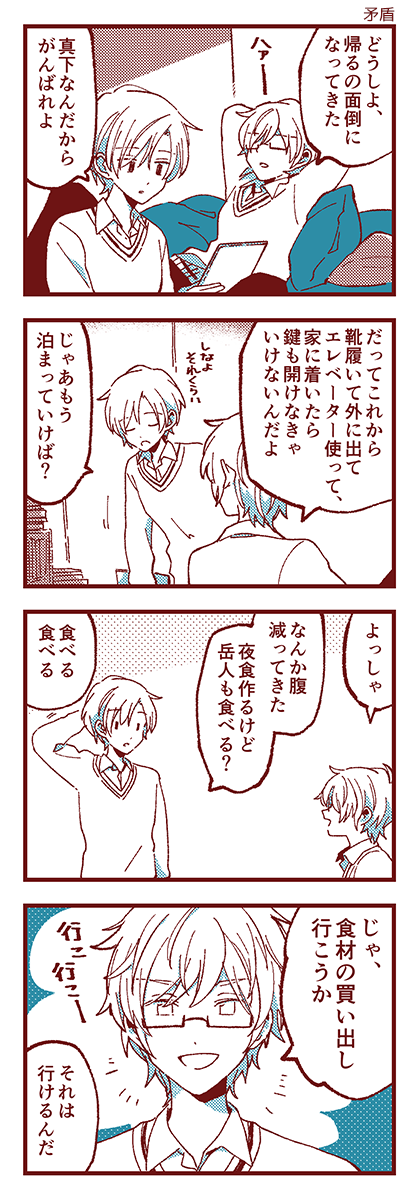 矛盾
どうしよ、
帰るの面倒に
なってきた
ハァー
真下なんだから
がんばれよ
だってこれから
靴履いて外に出て
エレベーター使って、
家に着いたら
鍵も開けなきゃ
いけないんだよ
しなよ
それくらい
じゃあもう
泊まっていけば？
よっしゃ
なんか腹
減ってきた
夜食作るけど
岳人も食べる？
食べる
食べる
じゃ、
食材の買い出し
行こうか
行こ行こー
それは
行けるんだ